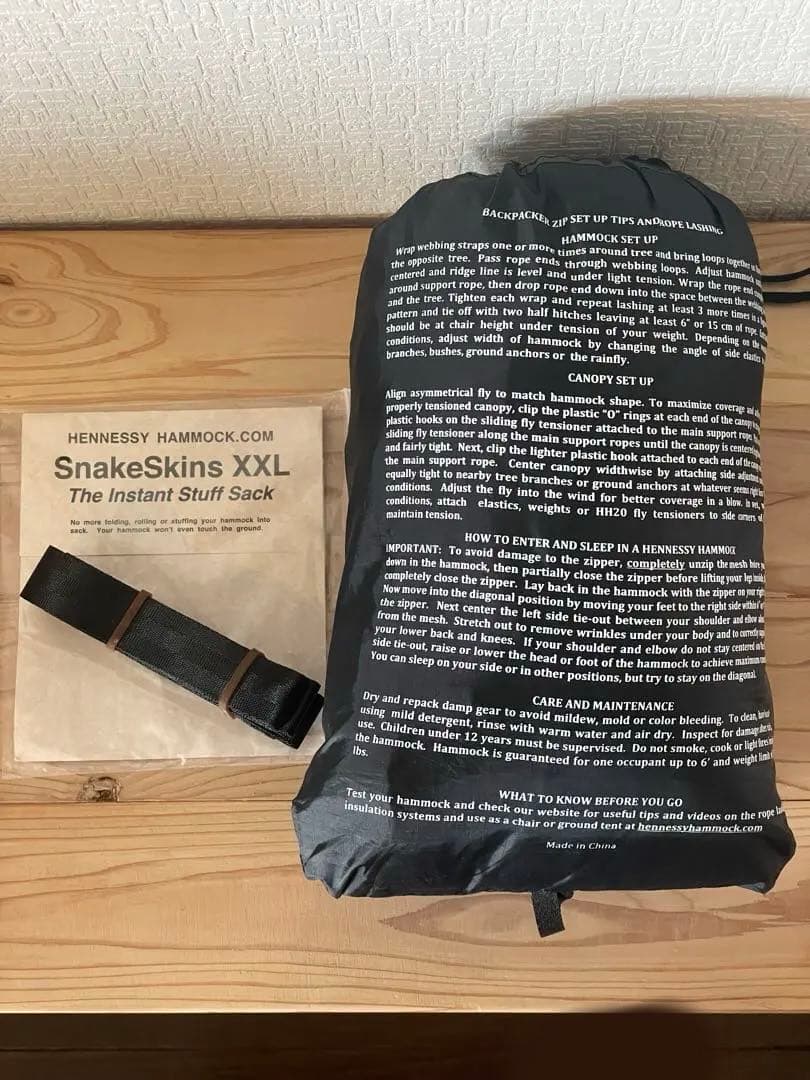 HENNESSY HAMMOCK.COM
SnakeSkins XXL
The Instant Stuff Sack
No more folding, rolling or stuffing your hammock into
sack. Your hammock won't even touch the ground.
BACKPACKER ZIP SET UP TIPS AND ROPE LASHING
HAMMOCK SET UP
Wrap webbing straps one or more times around tree and bring loops together
the opposite tree. Pass rope ends through webbing loops. Adjust hammock
centered and ridge line is level and under light tension. Wrap the rope end
around support rope, then drop rope end down into the space between the
and the tree. Tighten each wrap and repeat lashing at least 3 more times in a
pattern and tie off with two half hitches leaving at least 6" or 15 cm of rope.
should be at chair height under tension of your weight. Depending on the
conditions, adjust width of hammock by changing the angle of side elastics
branches, bushes, ground anchors or the rainfly.
CANOPY SET UP
Align asymmetrical fly to match hammock shape. To maximize coverage and
properly tensioned canopy, clip the plastic "O" rings at each end of the canopy
plastic hooks on the sliding fly tensioner attached to the main support rope.
sliding fly tensioner along the main support ropes until the canopy is centered
and fairly tight. Next, clip the lighter plastic hook attached to each end of the
the main support rope. Center canopy widthwise by attaching side
equally tight to nearby tree branches or ground anchors at whatever seems right
conditions. Adjust the fly into the wind for better coverage in a blow. In
conditions, attach elastics, weights or HH20 fly tensioners to side corners
maintain tension.
HOW TO ENTER AND SLEEP IN A HENNESSY HAMMOCK
IMPORTANT: To avoid damage to the zipper, completely unzip the mesh
down in the hammock, then partially close the zipper before lifting your legs
completely close the zipper. Lay back in the hammock with the zipper on your
Now move into the diagonal position by moving your feet to the right side within
the zipper. Next center the left side tie-out between your shoulder and elbow
from the mesh. Stretch out to remove wrinkles under your body and to correctly
your lower back and knees. If your shoulder and elbow do not stay centered on
side tie-out, raise or lower the head or foot of the hammock to achieve maximum
You can sleep on your side or in other positions, but try to stay on the diagonal.
CARE AND MAINTENANCE
Dry and repack damp gear to avoid mildew, mold or color bleeding. To clean,
using mild detergent, rinse with warm water and air dry. Inspect for damage
use. Children under 12 years must be supervised. Do not smoke, cook or light fires
the hammock. Hammock is guaranteed for one occupant up to 6' and weight limit
lbs.
WHAT TO KNOW BEFORE YOU GO
Test your hammock and check our website for useful tips and videos on the rope
insulation systems and use as a chair or ground tent at hennessyhammock.com
Made in China